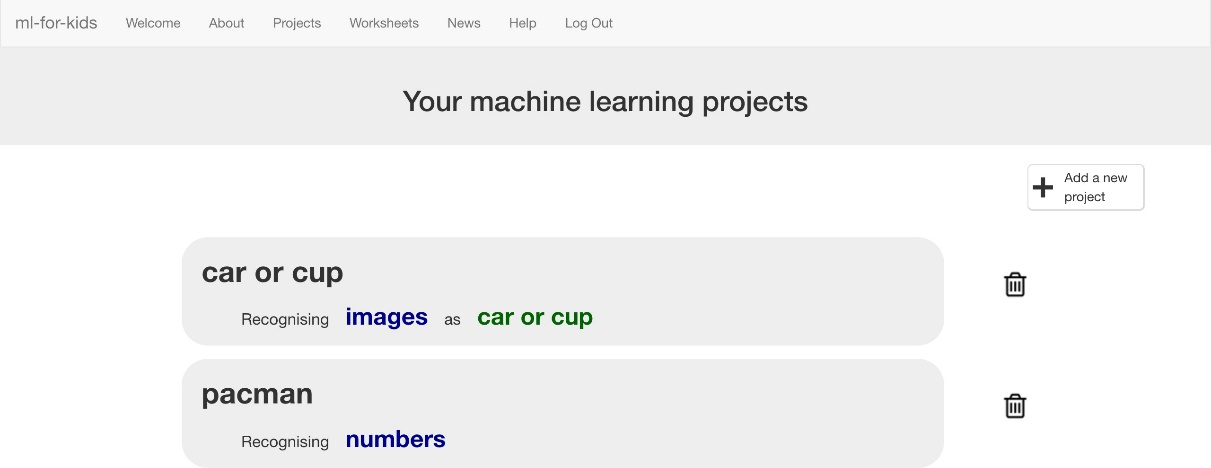 ml-for-kids Welcome About Projects Worksheets News Help Log Out
Your machine learning projects
Add a new
project
car or cup
Recognising images as car or cup
pacman
Recognising numbers